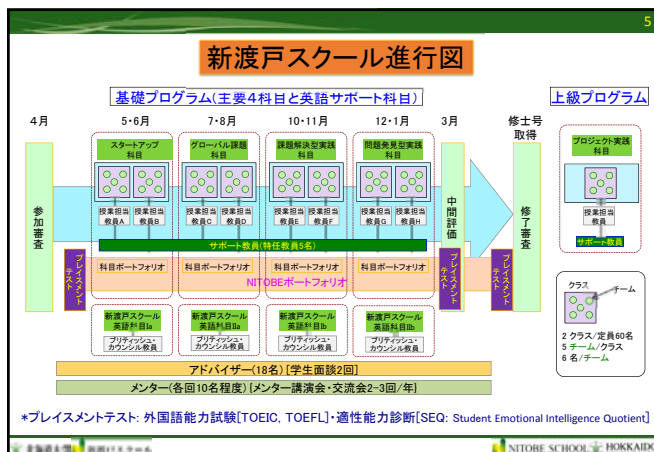 5
新渡戸スクール進行図
基礎プログラム(主要4科目と英語サポート科目)
上級プログラム
4月
5・6月
7・8月
10・11月
12・1月
3月
修士号
取得
スタートアップ
科目
グローバル課題
科目
課題解決型実践
科目
問題発見型実践
科目
プロジェクト実践
科目
授業担当
教員A
授業担当
教員B
授業担当
教員C
授業担当
教員D
授業担当
教員E
授業担当
教員F
授業担当
教員G
授業担当
教員H
授業担当
教員
サポート教員
参加審査
中間評価
修了審査
サポート教員(特任教員5名)
プレイスメント
テスト
科目ポートフォリオ
科目ポートフォリオ
科目ポートフォリオ
科目ポートフォリオ
プレイスメント
テスト
プレイスメント
テスト
NITOBEポートフォリオ
新渡戸スクール
英語科目Ia
新渡戸スクール
英語科目IIa
新渡戸スクール
英語科目Ib
新渡戸スクール
英語科目IIb
ブリティッシュ・
カウンシル教員
ブリティッシュ・
カウンシル教員
ブリティッシュ・
カウンシル教員
ブリティッシュ・
カウンシル教員
クラス
チーム
2 クラス/定員60名
5 チーム/クラス
6 名/チーム
アドバイザー(18名) [学生面談2回]
メンター(各回10名程度) [メンター講演会・交流会2-3回/年]
*プレイスメントテスト: 外国語能力試験[TOEIC, TOEFL]・適性能力診断[SEQ: Student Emotional Intelligence Quotient]
NITOBE SCHOOL
HOKKAIDO